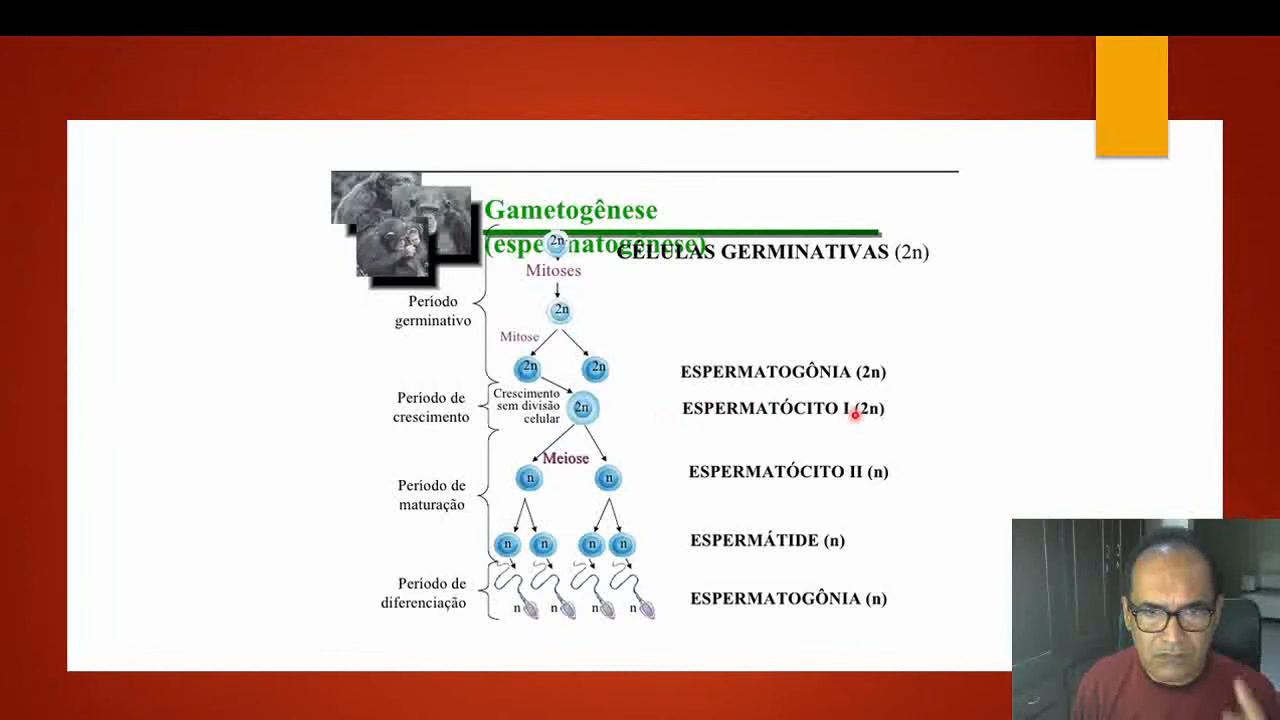 Gametogênese
(espermatogênese)
CÉLULAS GERMINATIVAS (2n)
2n
Mitoses
Período
germinativo
2n
Mitose
2n
2n
ESPERMATOGÔNIA (2n)
Período de
crescimento
Crescimento
sem divisão
celular
2n
ESPERMATÓCITO I (2n)
Meiose
Período de
maturação
n
n
ESPERMATÓCITO II (n)
n
n
n
n
ESPERMÁTIDE (n)
Período de
diferenciação
n
n
n
n
ESPERMATOGÔNIA (n)